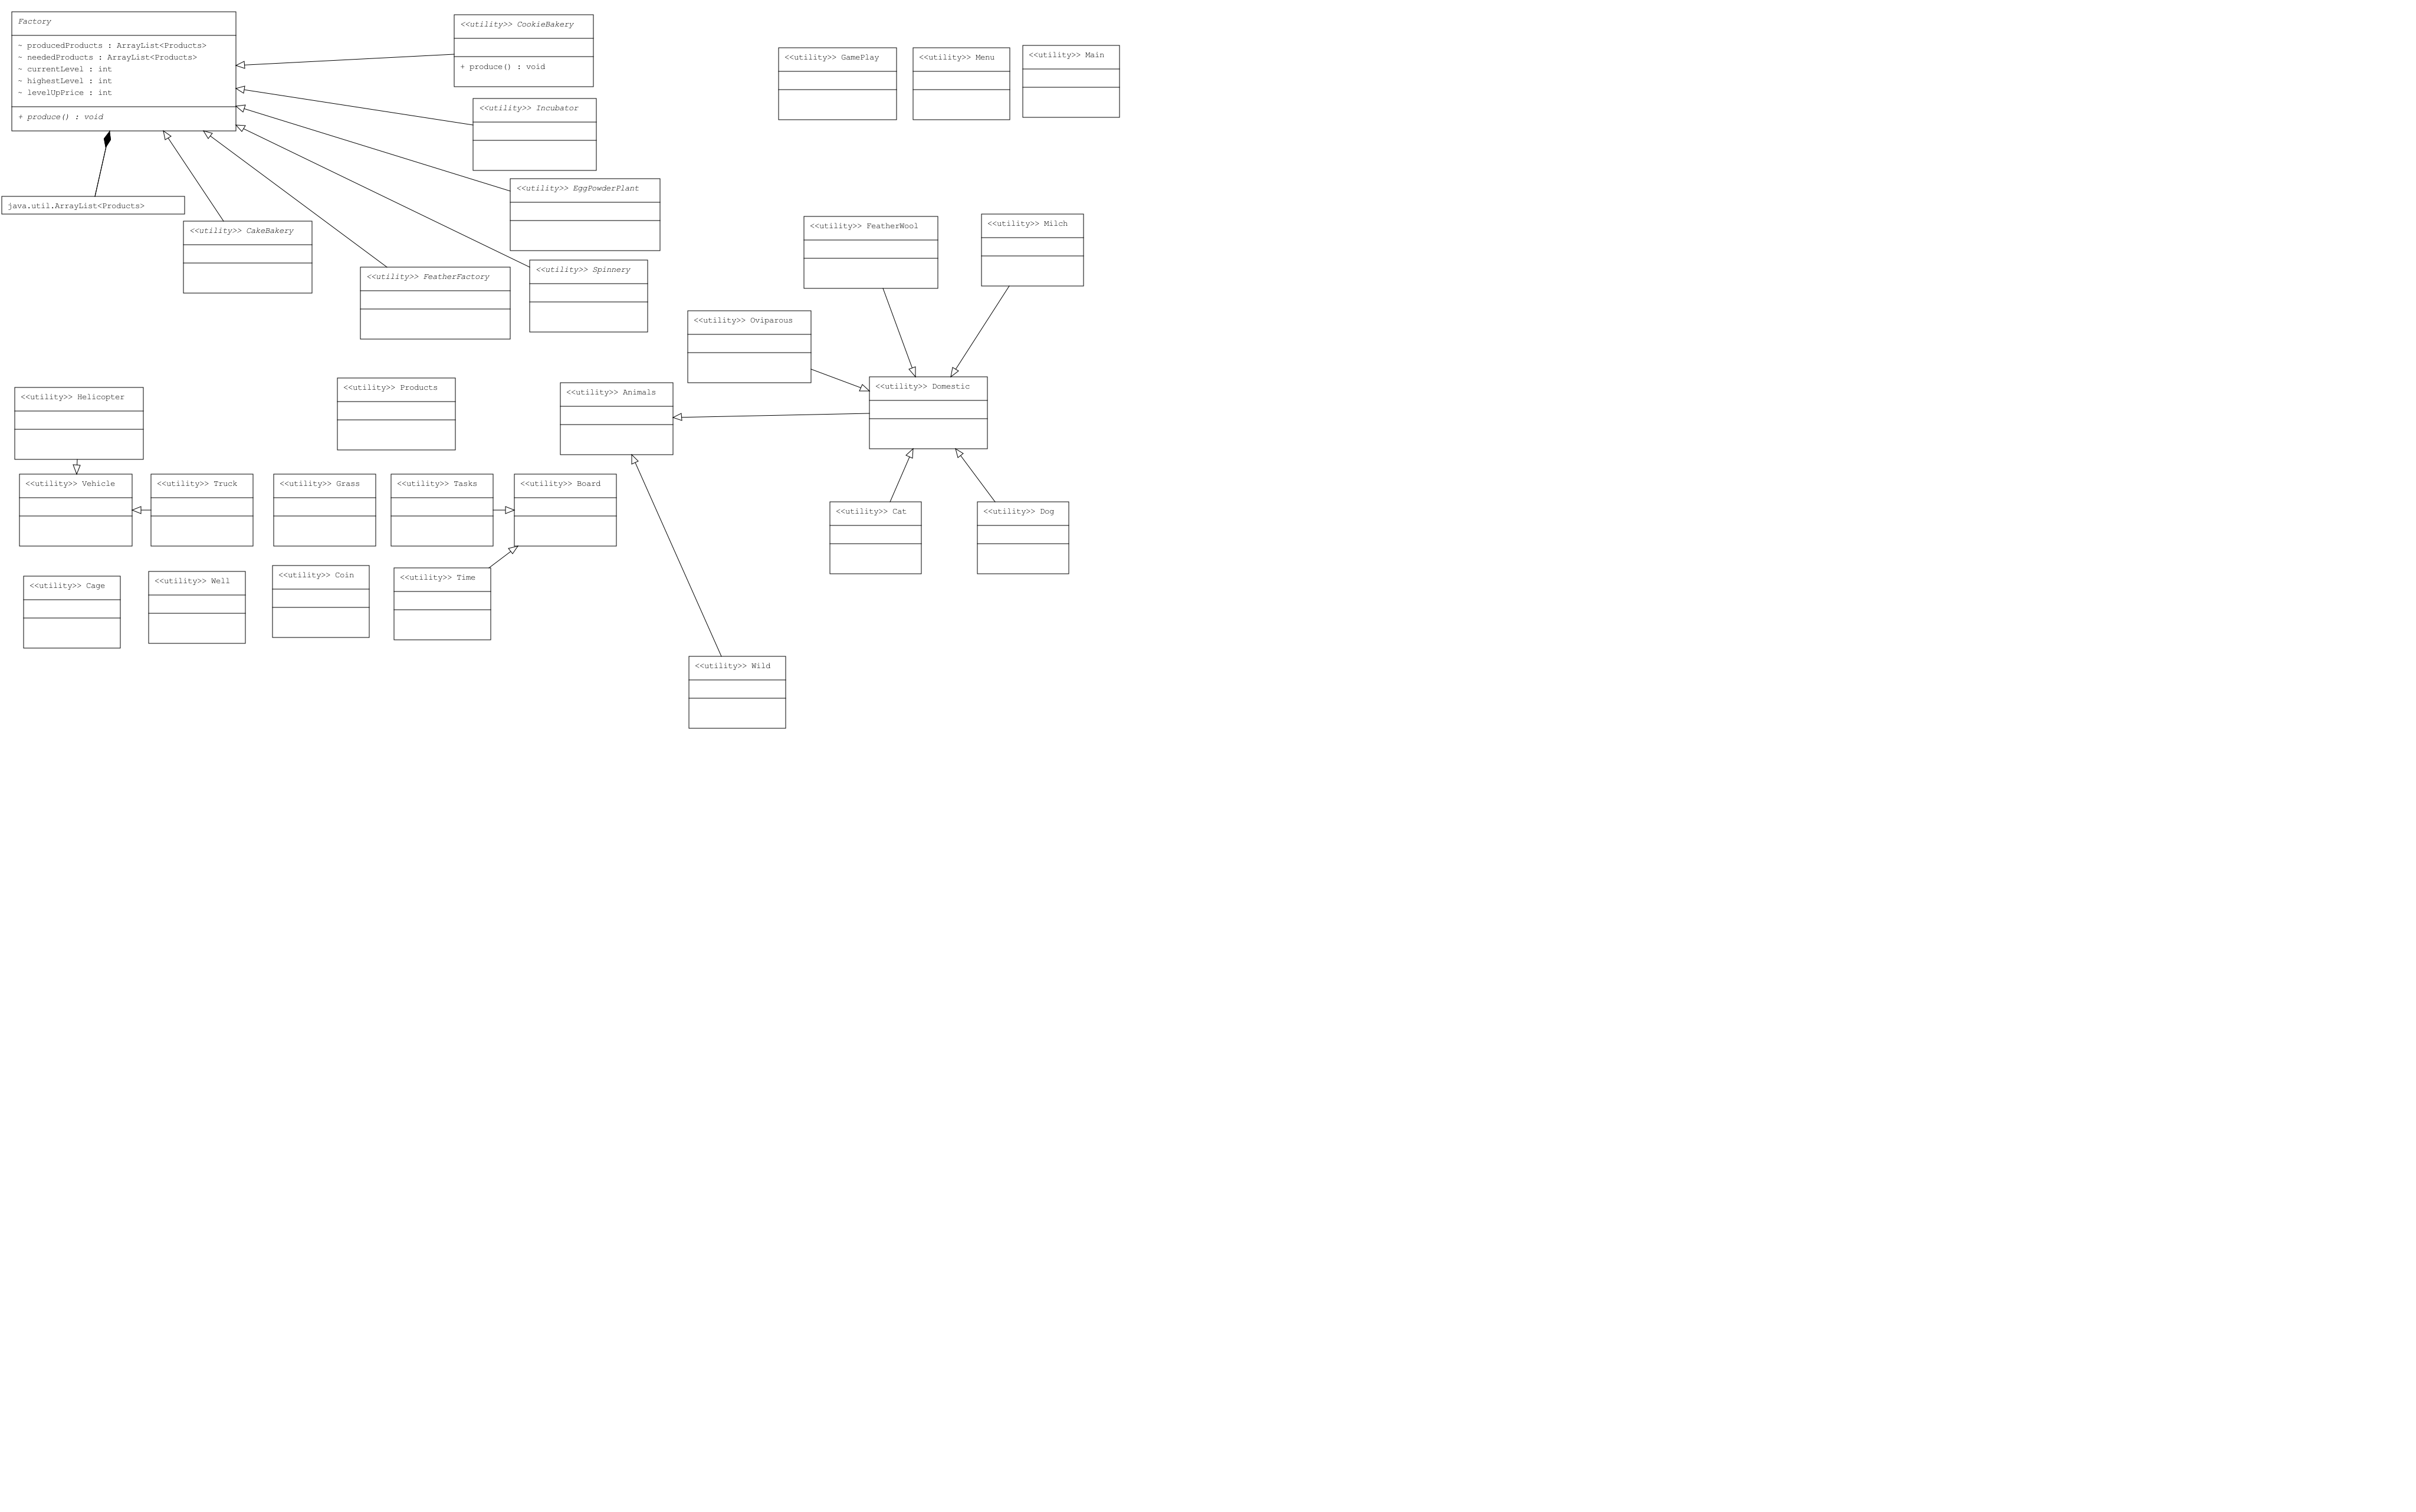 Factory
~ producedProducts : ArrayList<Products>
~ neededProducts : ArrayList<Products>
~ currentLevel : int
~ highestLevel : int
~ levelUpPrice : int
+ produce() : void
<<utility>> CookieBakery
+ produce() : void
<<utility>> GamePlay
<<utility>> Menu
<<utility>> Main
<<utility>> Incubator
<<utility>> EggPowderPlant
java.util.ArrayList<Products>
<<utility>> CakeBakery
<<utility>> FeatherFactory
<<utility>> Spinnery
<<utility>> FeatherWool
<<utility>> Milch
<<utility>> Oviparous
<<utility>> Helicopter
<<utility>> Products
<<utility>> Animals
<<utility>> Domestic
<<utility>> Vehicle
<<utility>> Truck
<<utility>> Grass
<<utility>> Tasks
<<utility>> Board
<<utility>> Cat
<<utility>> Dog
<<utility>> Cage
<<utility>> Well
<<utility>> Coin
<<utility>> Time
<<utility>> Wild